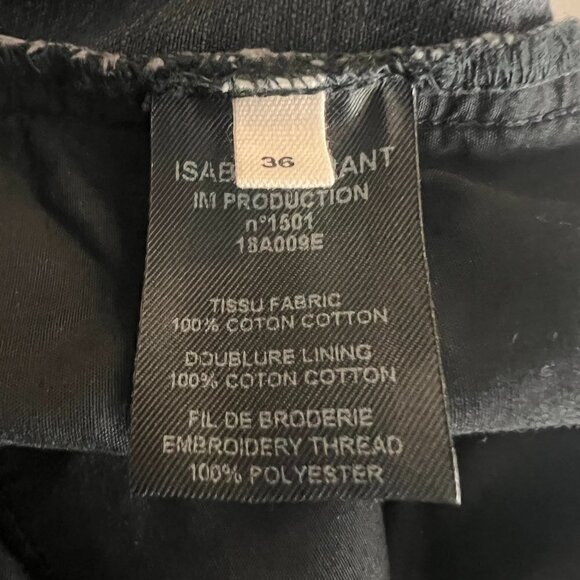 36
IM PRODUCTION
n°1501
18A009E
TISSU FABRIC
100% COTON COTTON
DOUBLURE LINING
100% COTON COTTON
FIL DE BRODERIE
EMBROIDERY THREAD
100% POLYESTER